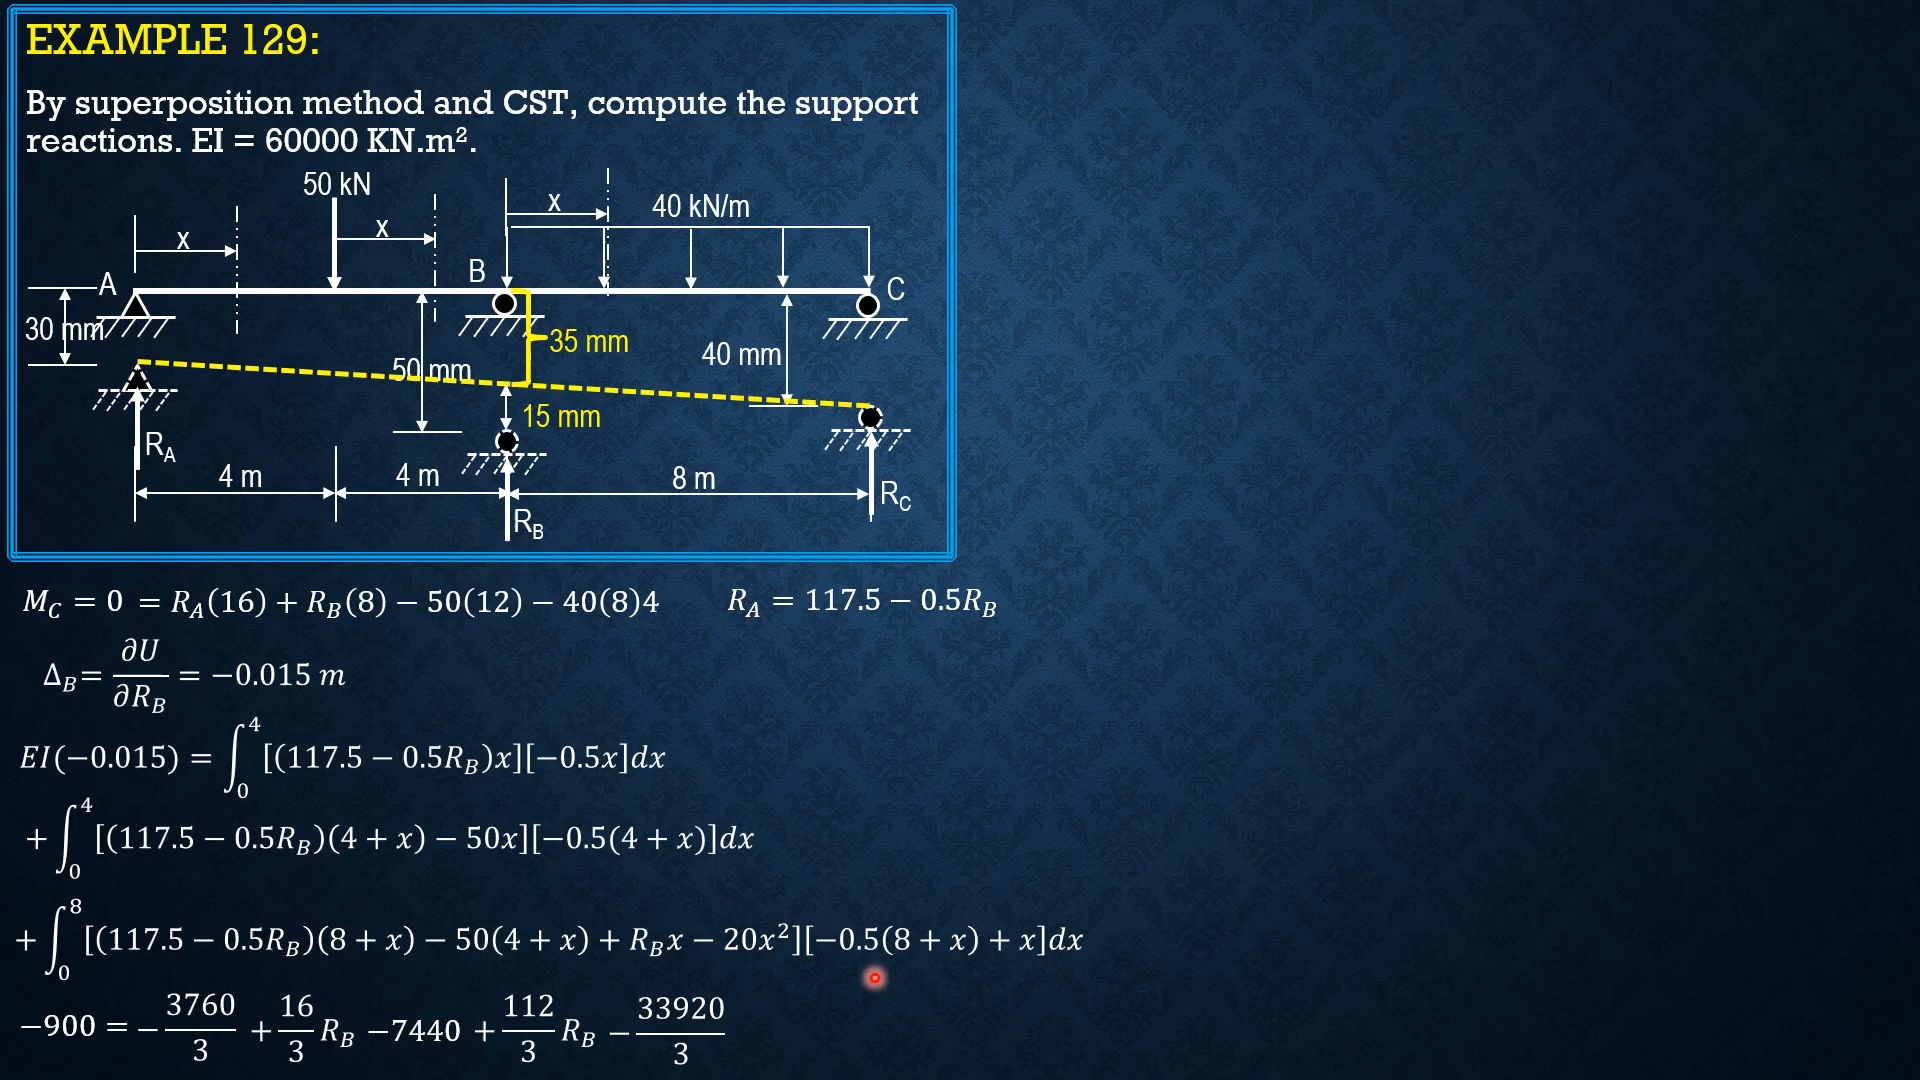 EXAMPLE 129:
By superposition method and CST, compute the support
reactions. EI = 60000 KN.m².
50 kN
x
x
x
40 kN/m
A
B
C
30 mm
35 mm
50 mm
40 mm
15 mm
R_A
4 m
4 m
8 m
R_B
R_C
M_C = 0 = R_A(16) + R_B(8) − 50(12) − 40(8)4
R_A = 117.5 − 0.5R_B
Δ_B = ∂U/∂R_B = −0.015 m
EI(−0.015) = ∫_0^4 [(117.5 − 0.5R_B)x][−0.5x]dx
+ ∫_0^4 [(117.5 − 0.5R_B)(4 + x) − 50x][−0.5(4 + x)]dx
+ ∫_0^8 [(117.5 − 0.5R_B)(8 + x) − 50(4 + x) + R_Bx − 20x²][−0.5(8 + x) + x]dx
−900 = − 3760/3 + 16/3 R_B − 7440 + 112/3 R_B − 33920/3